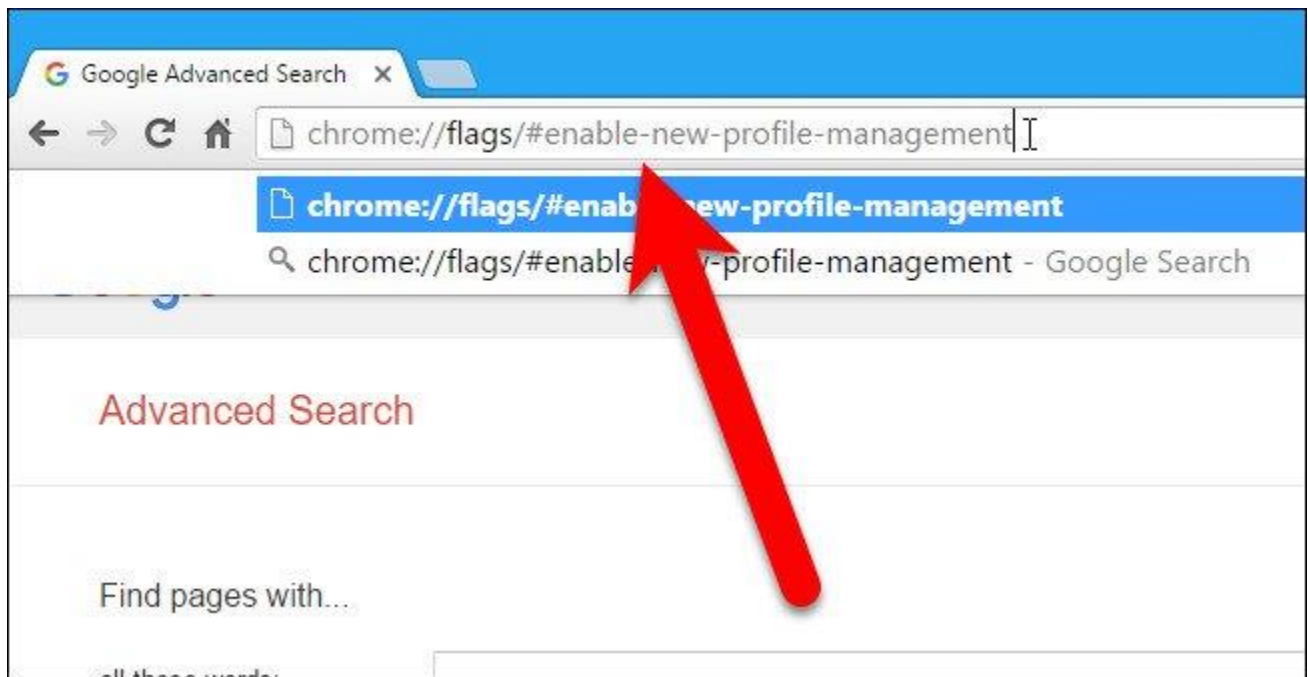 Google Advanced Search
chrome://flags/#enable-new-profile-management
chrome://flags/#enab ew-profile-management
chrome://flags/#enable -profile-management - Google Search
Advanced Search
Find pages with...